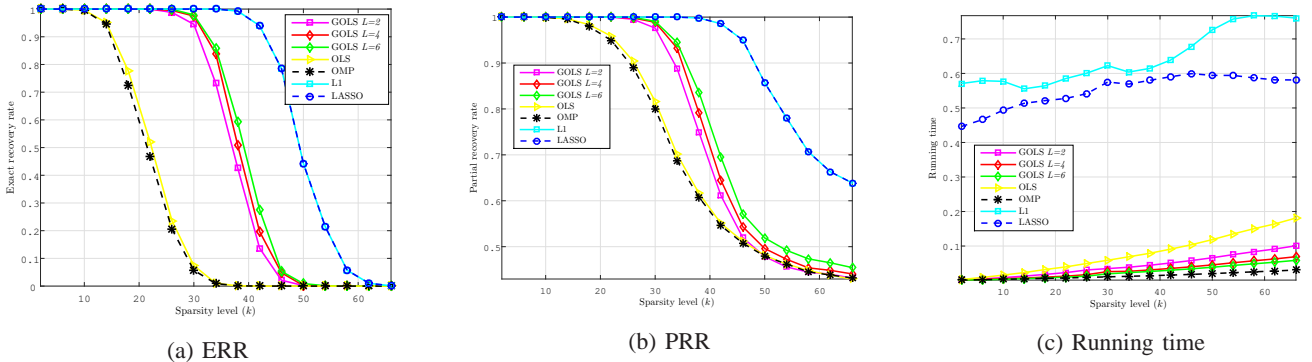 Exact recovery rate
1
0.9
0.8
0.7
0.6
0.5
0.4
0.3
0.2
0.1
0
GOLS L=2
GOLS L=4
GOLS L=6
OLS
OMP
L1
LASSO
10 20 30 40 50 60
Sparsity level (k)
(a) ERR
Partial recovery rate
1
0.9
0.8
0.7
0.6
0.5
GOLS L=2
GOLS L=4
GOLS L=6
OLS
OMP
L1
LASSO
10 20 30 40 50 60
Sparsity level (k)
(b) PRR
Running time
0.7
0.6
0.5
0.4
0.3
0.2
0.1
GOLS L=2
GOLS L=4
GOLS L=6
OLS
OMP
L1
LASSO
10 20 30 40 50 60
Sparsity level (k)
(c) Running time